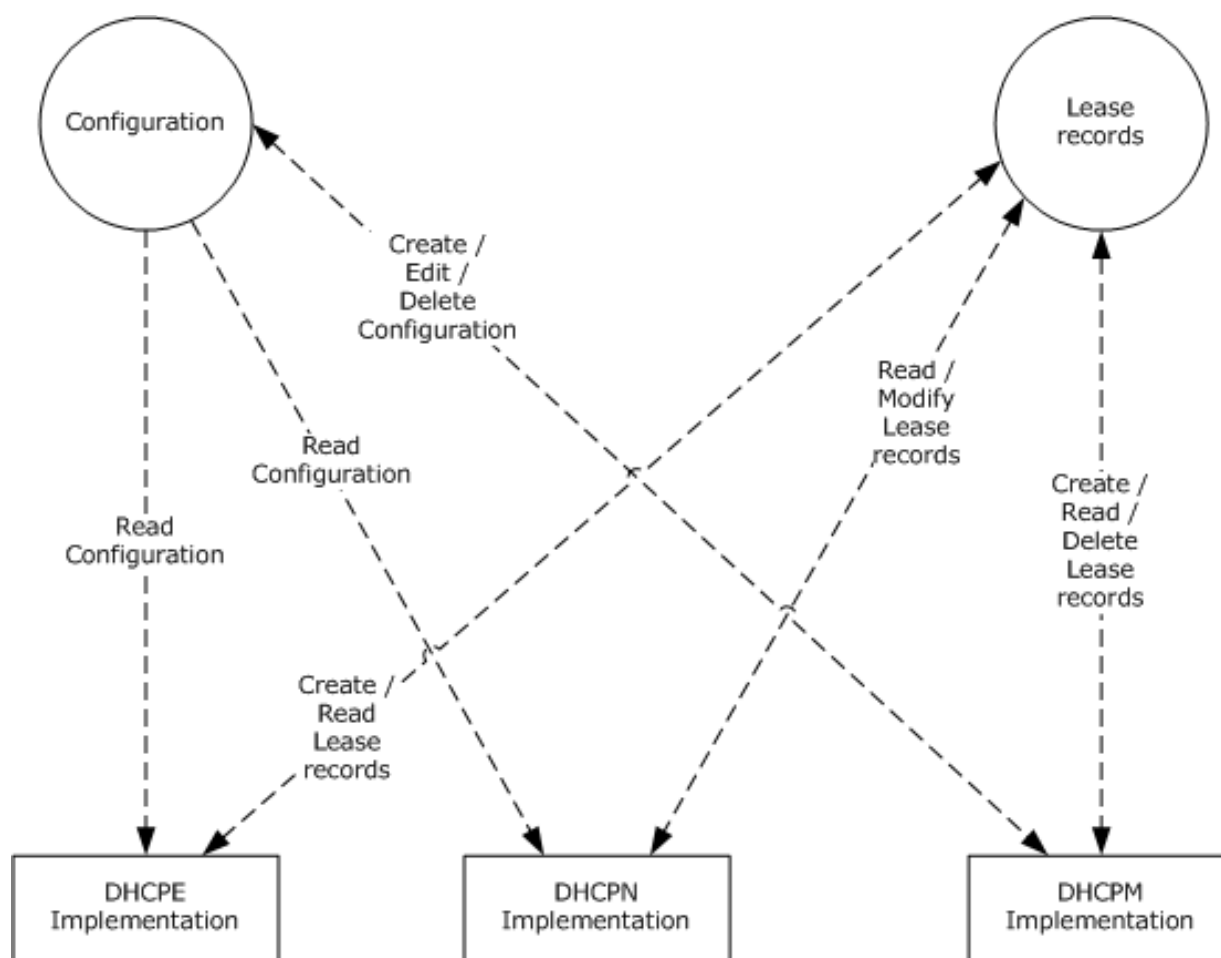 Configuration
Lease
records
Create /
Edit /
Delete
Configuration
Read /
Modify
Lease
records
Read
Configuration
Create /
Read /
Delete
Lease
records
Read
Configuration
Create /
Read
Lease
records
DHCPE
Implementation
DHCPN
Implementation
DHCPM
Implementation